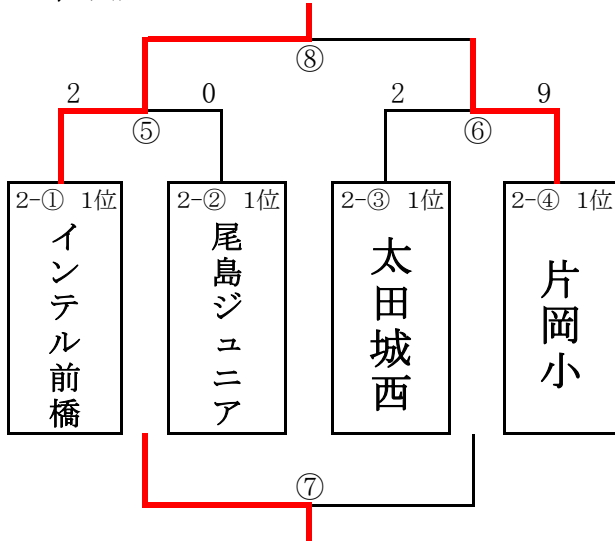 ⑧
2 0 2 9
⑤ ⑥
2-① 1位 2-② 1位 2-③ 1位 2-④ 1位
インテル前橋
尾島ジュニア
太田城西
片岡小
⑦